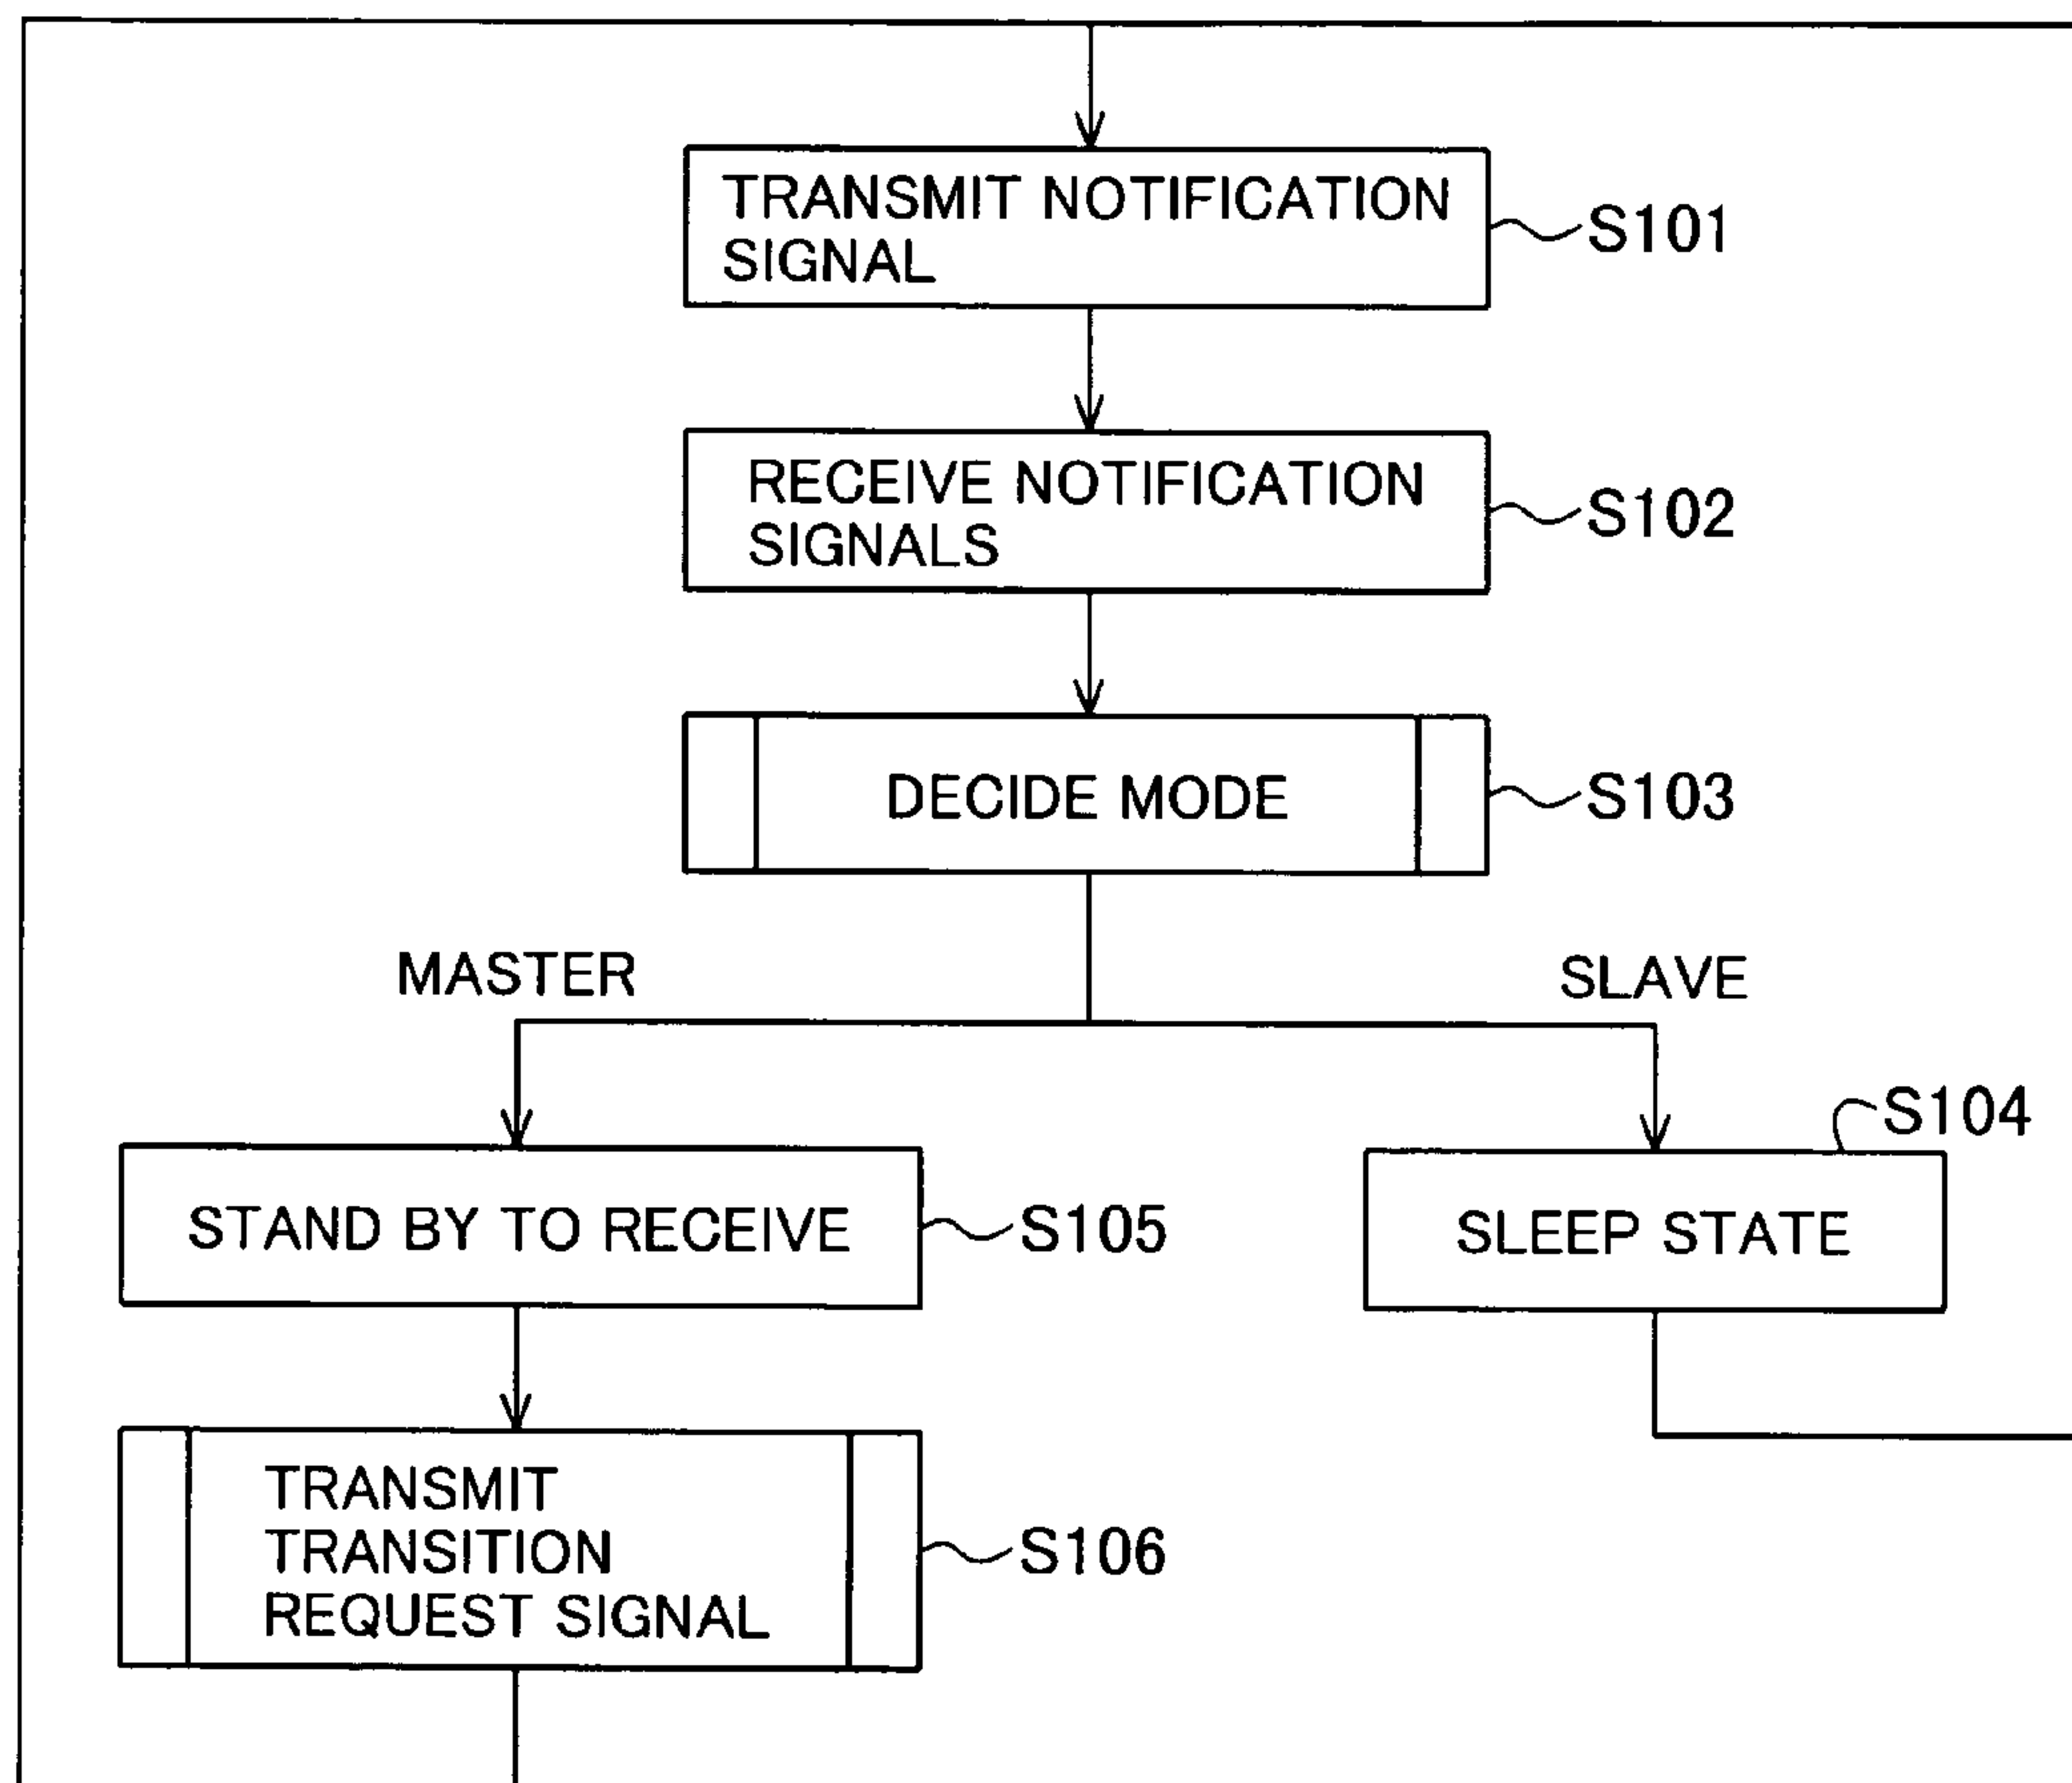 TRANSMIT NOTIFICATION
SIGNAL
S101
RECEIVE NOTIFICATION
SIGNALS
S102
DECIDE MODE
S103
MASTER
SLAVE
S104
STAND BY TO RECEIVE
S105
SLEEP STATE
TRANSMIT
TRANSITION
REQUEST SIGNAL
S106